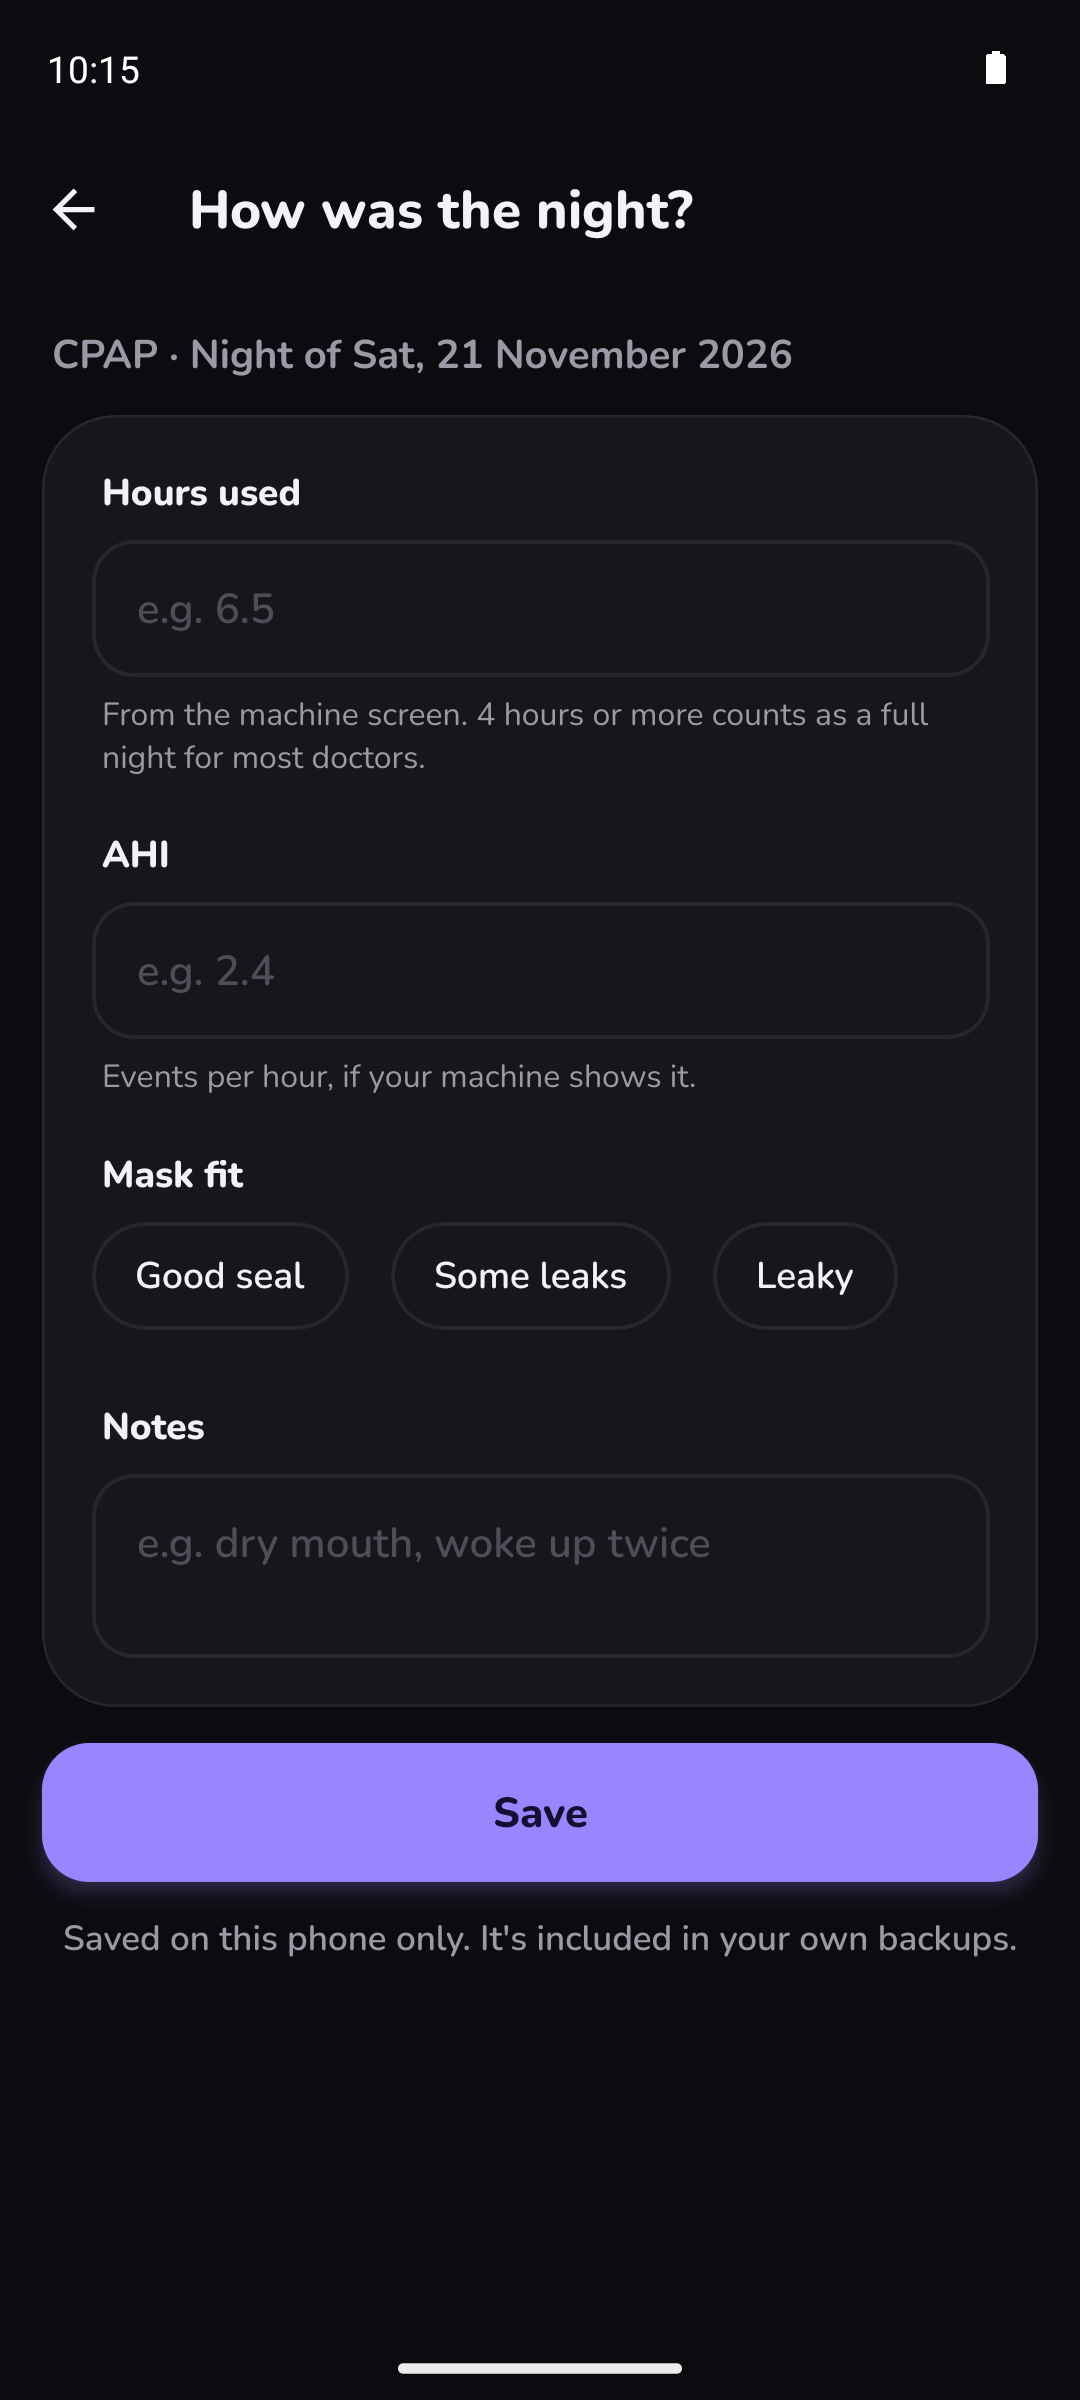 10:15
How was the night?
CPAP · Night of Sat, 21 November 2026
Hours used
e.g. 6.5
From the machine screen. 4 hours or more counts as a full
night for most doctors.
AHI
e.g. 2.4
Events per hour, if your machine shows it.
Mask fit
Good seal
Some leaks
Leaky
Notes
e.g. dry mouth, woke up twice
Save
Saved on this phone only. It's included in your own backups.